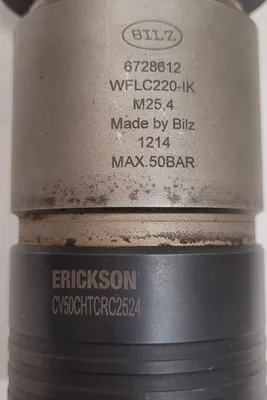 BILZ
6728612
WFLC220-IK
M25,4
Made by Bilz
1214
MAX.50BAR
ERICKSON
CV50CHTCRC2524